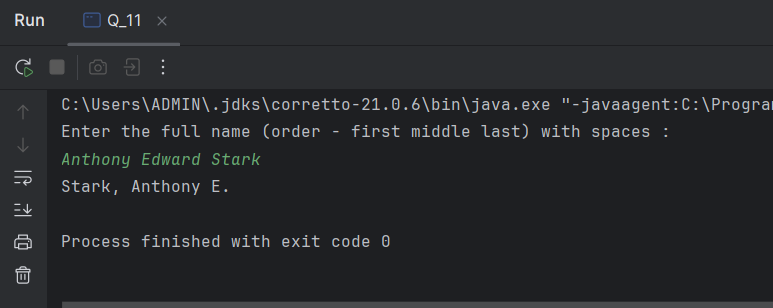 Run Q_11
C:\Users\ADMIN\.jdks\corretto-21.0.6\bin\java.exe "-javaagent:C:\Program
Enter the full name (order - first middle last) with spaces :
Anthony Edward Stark
Stark, Anthony E.
Process finished with exit code 0